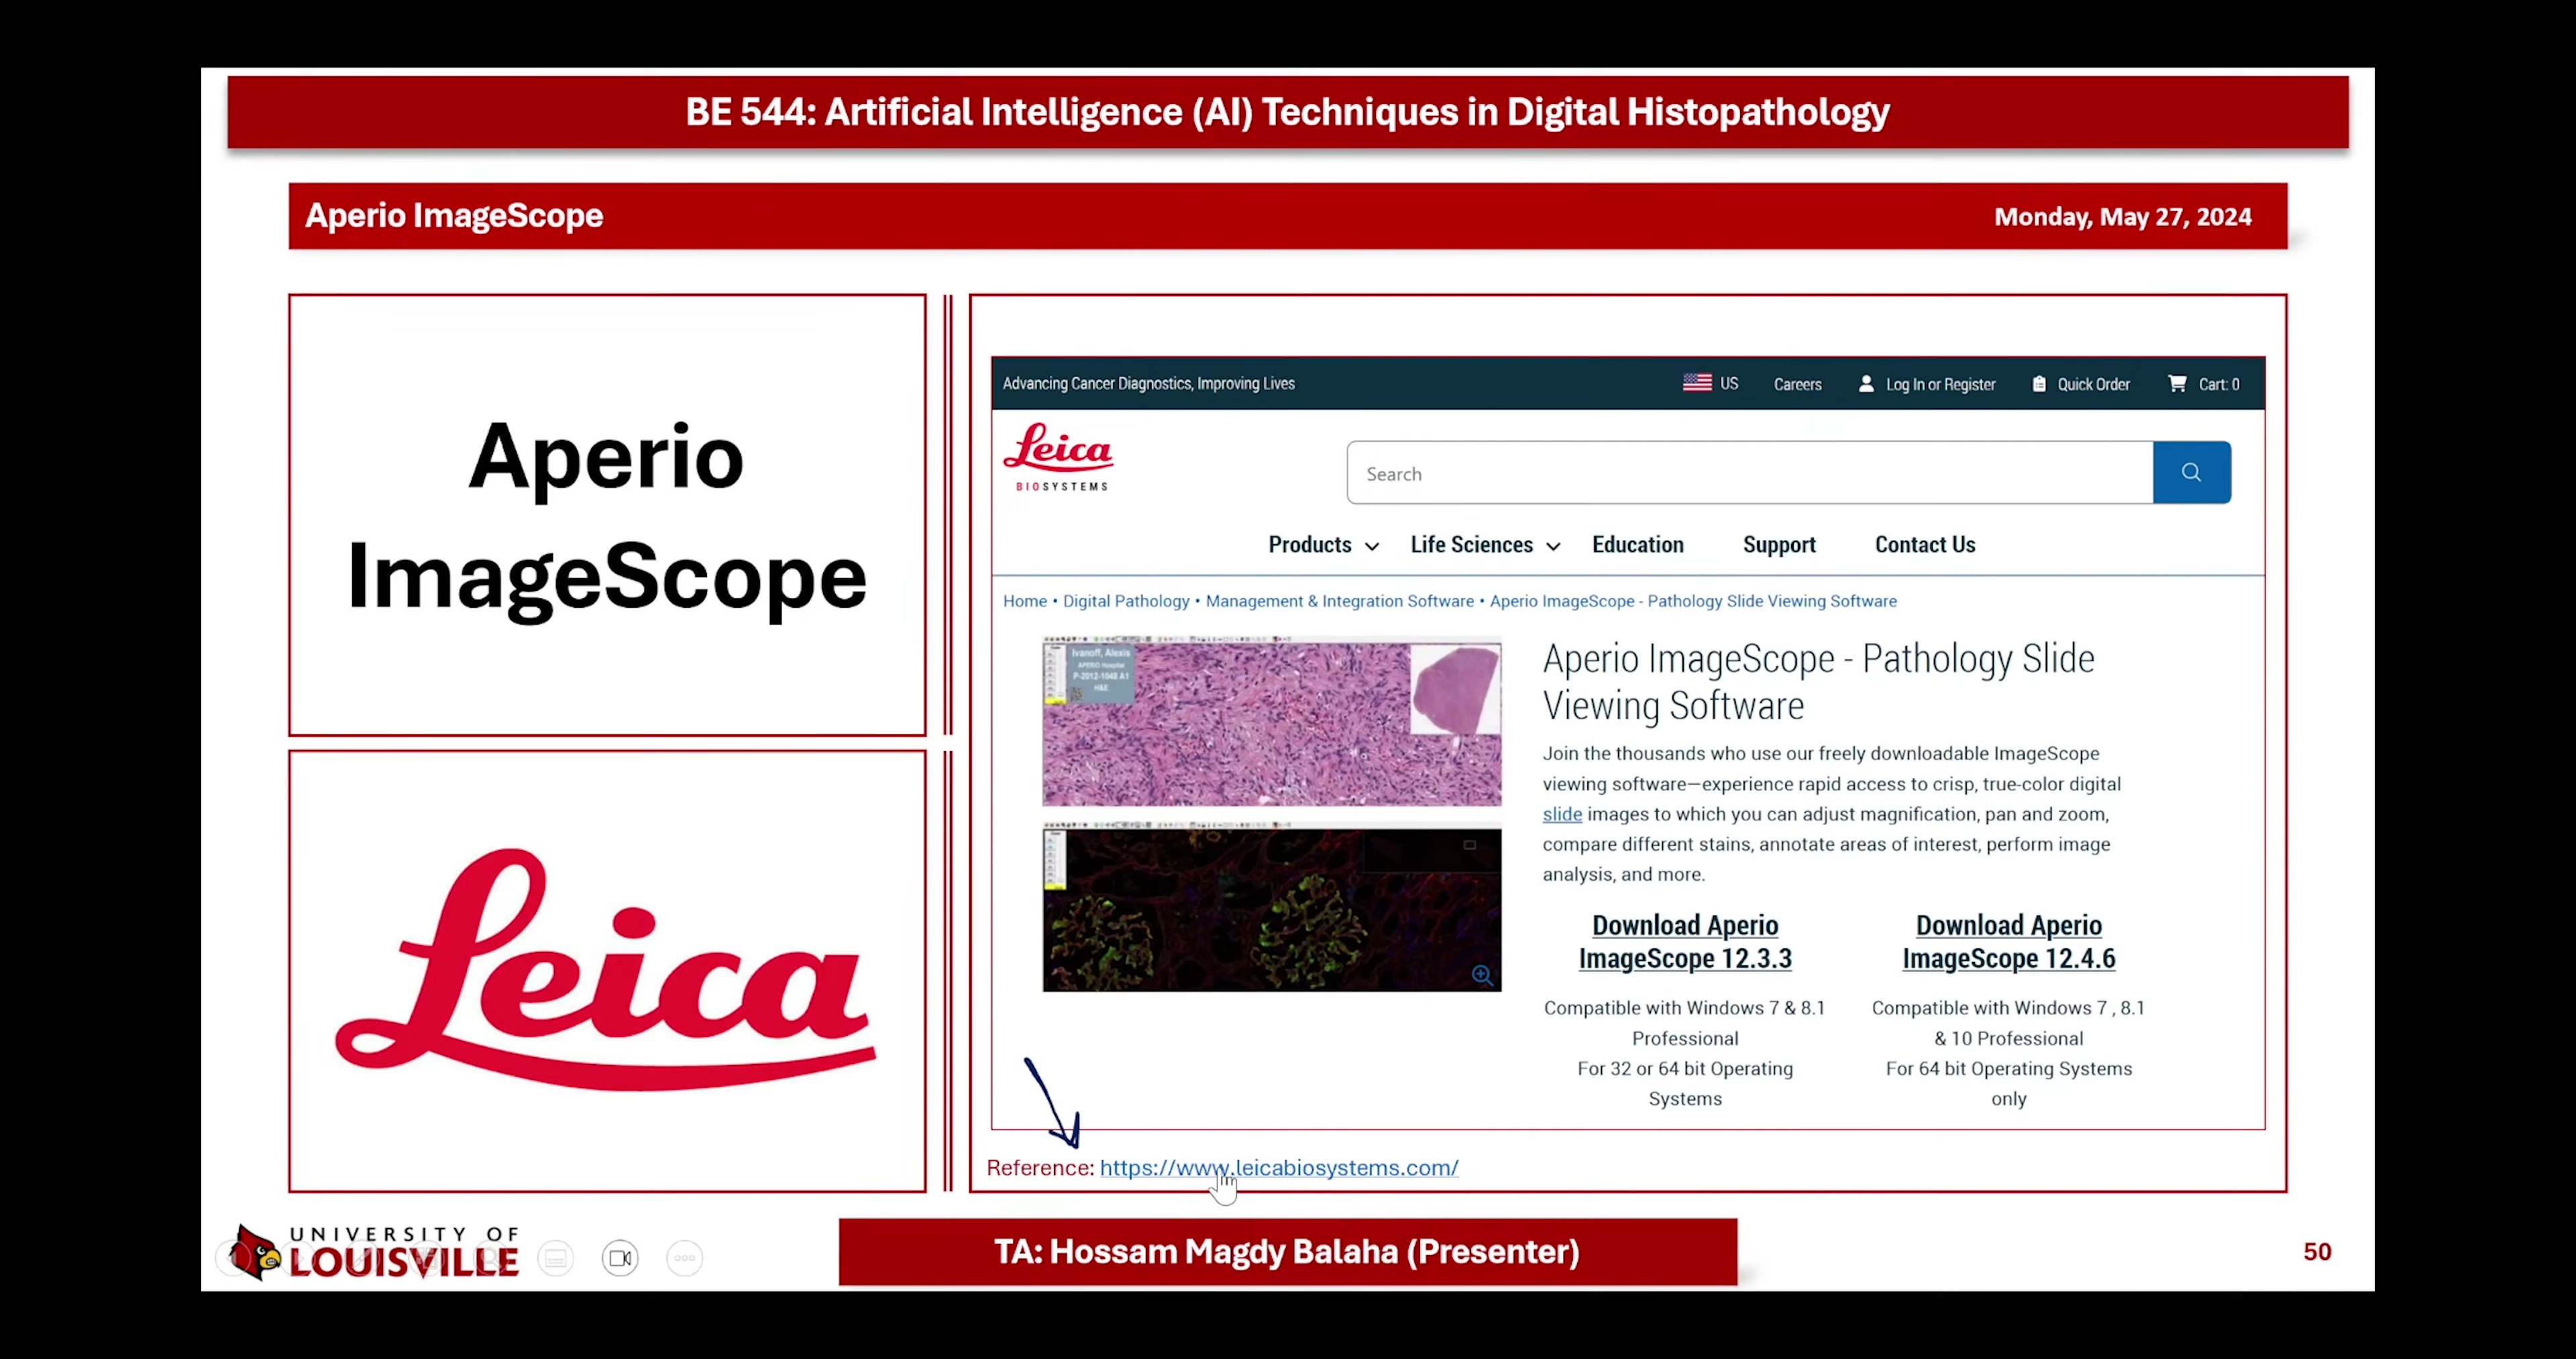 BE 544: Artificial Intelligence (AI) Techniques in Digital Histopathology
Aperio ImageScope
Monday, May 27, 2024
Aperio
ImageScope
Leica
Advancing Cancer Diagnostics, Improving Lives
US
Careers
Log In or Register
Quick Order
Cart: 0
Leica
BIOSYSTEMS
Search
Products
Life Sciences
Education
Support
Contact Us
Home • Digital Pathology • Management & Integration Software • Aperio ImageScope - Pathology Slide Viewing Software
Ivanoff, Alexis
APERIO Hospital
P-2012-1048 A1
H&E
Aperio ImageScope - Pathology Slide
Viewing Software
Join the thousands who use our freely downloadable ImageScope
viewing software—experience rapid access to crisp, true-color digital
slide images to which you can adjust magnification, pan and zoom,
compare different stains, annotate areas of interest, perform image
analysis, and more.
Download Aperio
ImageScope 12.3.3
Compatible with Windows 7 & 8.1
Professional
For 32 or 64 bit Operating
Systems
Download Aperio
ImageScope 12.4.6
Compatible with Windows 7 , 8.1
& 10 Professional
For 64 bit Operating Systems
only
Reference: https://www.leicabiosystems.com/
UNIVERSITY OF
LOUISVILLE
TA: Hossam Magdy Balaha (Presenter)
50